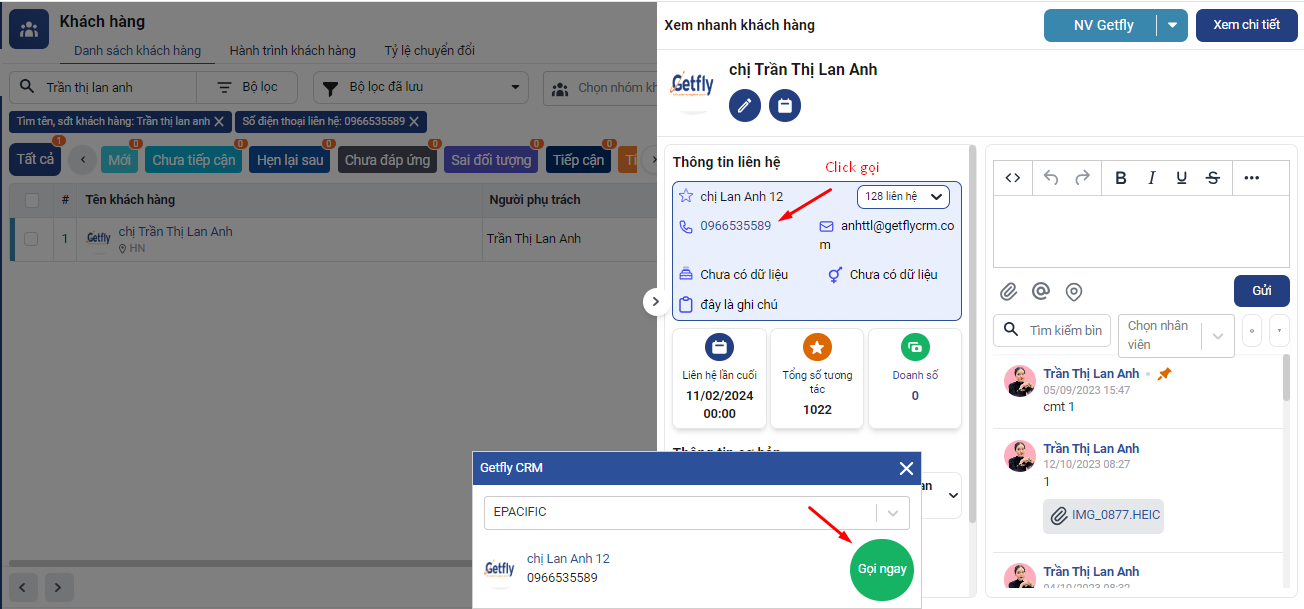 Khách hàng
Danh sách khách hàng
Hành trình khách hàng
Tỷ lệ chuyển đổi
Trần thị lan anh
Bộ lọc
Bộ lọc đã lưu
Chọn nhóm kh
Tìm tên, sđt khách hàng: Trần thị lan anh
Số điện thoại liên hệ: 0966535589
Tất cả
1
Mới
0
Chưa tiếp cận
0
Hẹn lại sau
0
Chưa đáp ứng
0
Sai đối tượng
0
Tiếp cận
0
Ti
#
Tên khách hàng
Người phụ trách
1
Getfly
chị Trần Thị Lan Anh
HN
Trần Thị Lan Anh
Xem nhanh khách hàng
NV Getfly
Xem chi tiết
Getfly
chị Trần Thị Lan Anh
Thông tin liên hệ
Click gọi
chị Lan Anh 12
128 liên hệ
0966535589
anhttl@getflycrm.co
m
Chưa có dữ liệu
Chưa có dữ liệu
đây là ghi chú
Liên hệ lần cuối
11/02/2024
00:00
Tổng số tương
tác
1022
Doanh số
0
Thông tin cơ bản
an
B I U S
Gửi
Tìm kiếm bìn
Chọn nhân
viên
Trần Thị Lan Anh
05/09/2023 15:47
cmt 1
Trần Thị Lan Anh
12/10/2023 08:27
1
IMG_0877.HEIC
Trần Thị Lan Anh
04/10/2023 08:32
Getfly CRM
EPACIFIC
Getfly
chị Lan Anh 12
0966535589
Gọi ngay